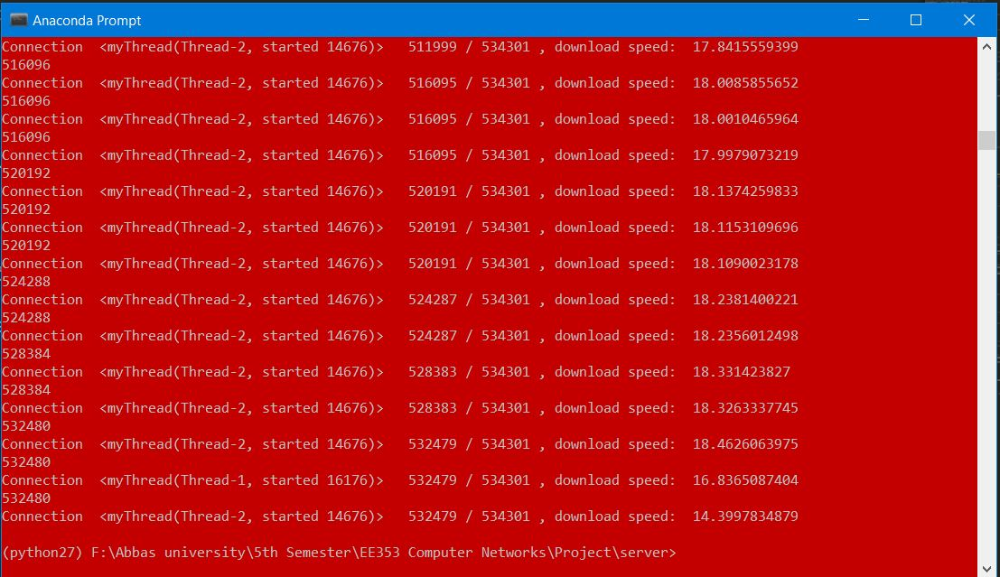 Anaconda Prompt
Connection  <myThread(Thread-2, started 14676)>   511999 / 534301 , download speed:  17.8415559399
516096
Connection  <myThread(Thread-2, started 14676)>   516095 / 534301 , download speed:  18.0085855652
516096
Connection  <myThread(Thread-2, started 14676)>   516095 / 534301 , download speed:  18.0010465964
516096
Connection  <myThread(Thread-2, started 14676)>   516095 / 534301 , download speed:  17.9979073219
520192
Connection  <myThread(Thread-2, started 14676)>   520191 / 534301 , download speed:  18.1374259833
520192
Connection  <myThread(Thread-2, started 14676)>   520191 / 534301 , download speed:  18.1153109696
520192
Connection  <myThread(Thread-2, started 14676)>   520191 / 534301 , download speed:  18.1090023178
524288
Connection  <myThread(Thread-2, started 14676)>   524287 / 534301 , download speed:  18.2381400221
524288
Connection  <myThread(Thread-2, started 14676)>   524287 / 534301 , download speed:  18.2356012498
528384
Connection  <myThread(Thread-2, started 14676)>   528383 / 534301 , download speed:  18.331423827
528384
Connection  <myThread(Thread-2, started 14676)>   528383 / 534301 , download speed:  18.3263337745
532480
Connection  <myThread(Thread-2, started 14676)>   532479 / 534301 , download speed:  18.4626063975
532480
Connection  <myThread(Thread-1, started 16176)>   532479 / 534301 , download speed:  16.8365087404
532480
Connection  <myThread(Thread-2, started 14676)>   532479 / 534301 , download speed:  14.3997834879
(python27) F:\Abbas university\5th Semester\EE353 Computer Networks\Project\server>